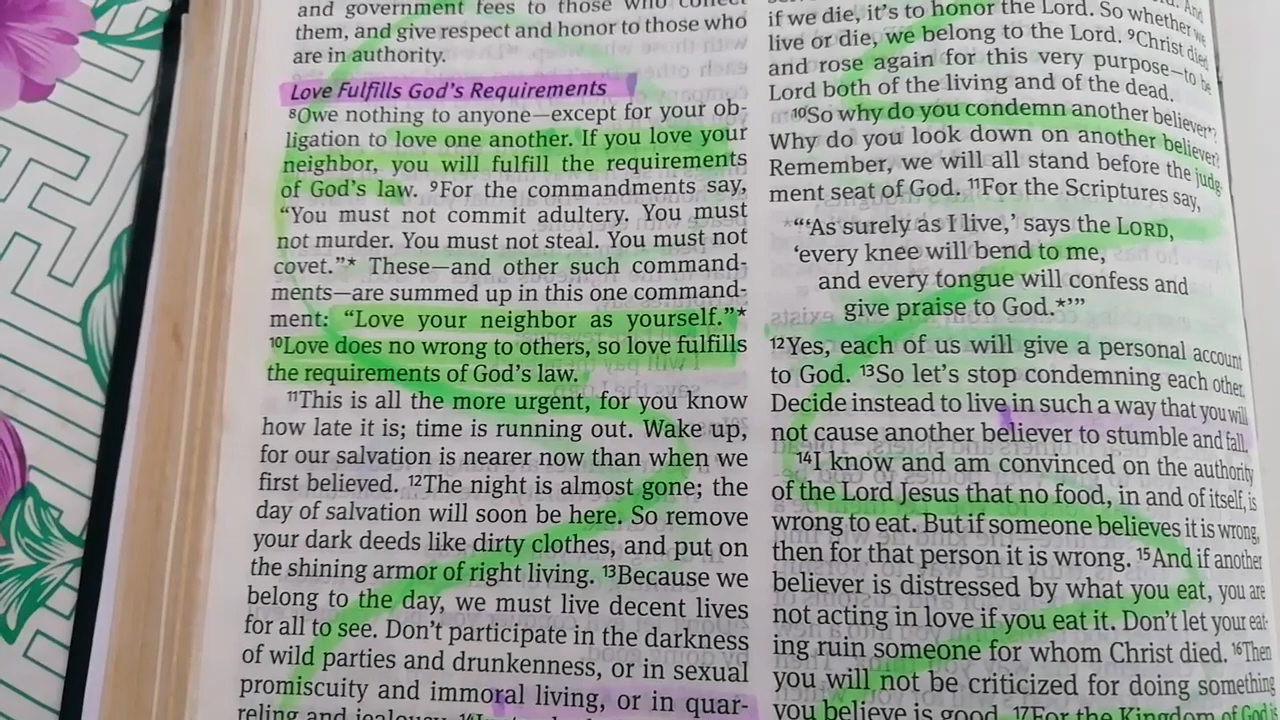 and government fees to those who collect
them, and give respect and honor to those who
are in authority.
Love Fulfills God's Requirements
⁸Owe nothing to anyone—except for your ob-
ligation to love one another. If you love your
neighbor, you will fulfill the requirements
of God's law. ⁹For the commandments say,
“You must not commit adultery. You must
not murder. You must not steal. You must not
covet.”* These—and other such command-
ments—are summed up in this one command-
ment: “Love your neighbor as yourself.”*
¹⁰Love does no wrong to others, so love fulfills
the requirements of God's law.
¹¹This is all the more urgent, for you know
how late it is; time is running out. Wake up,
for our salvation is nearer now than when we
first believed. ¹²The night is almost gone; the
day of salvation will soon be here. So remove
your dark deeds like dirty clothes, and put on
the shining armor of right living. ¹³Because we
belong to the day, we must live decent lives
for all to see. Don't participate in the darkness
of wild parties and drunkenness, or in sexual
promiscuity and immoral living, or in quar-
reling and jealousy.
And
if we die, it's to honor the Lord. So whether we
live or die, we belong to the Lord. ⁹Christ died
and rose again for this very purpose—to be
Lord both of the living and of the dead.
¹⁰So why do you condemn another believer?
Why do you look down on another believer?
Remember, we will all stand before the judg-
ment seat of God. ¹¹For the Scriptures say,
“‘As surely as I live,’ says the LORD,
‘every knee will bend to me,
and every tongue will confess and
give praise to God.*’”
¹²Yes, each of us will give a personal account
to God. ¹³So let's stop condemning each other.
Decide instead to live in such a way that you will
not cause another believer to stumble and fall.
¹⁴I know and am convinced on the authority
of the Lord Jesus that no food, in and of itself, is
wrong to eat. But if someone believes it is wrong,
then for that person it is wrong. ¹⁵And if another
believer is distressed by what you eat, you are
not acting in love if you eat it. Don't let your eat-
ing ruin someone for whom Christ died. ¹⁶Then
you will not be criticized for doing something
you believe is good. ¹⁷For the Kingdom of God is